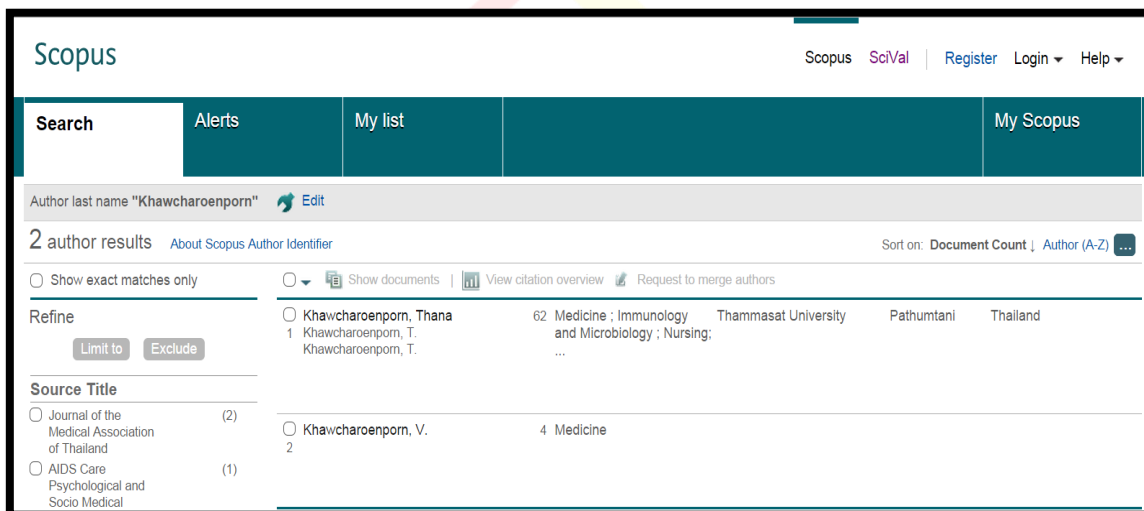 Scopus
Scopus SciVal | Register Login Help
Search Alerts My list My Scopus
Author last name "Khawcharoenporn" Edit
2 author results About Scopus Author Identifier Sort on: Document Count ↓ Author (A-Z) ...
Show exact matches only Show documents | View citation overview Request to merge authors
Refine
Limit to Exclude
Source Title
Journal of the (2)
Medical Association
of Thailand
AIDS Care (1)
Psychological and
Socio Medical
Khawcharoenporn, Thana 62 Medicine ; Immunology Thammasat University Pathumtani Thailand
1 Khawcharoenporn, T. and Microbiology ; Nursing;
Khawcharoenporn, T. ...
Khawcharoenporn, V. 4 Medicine
2